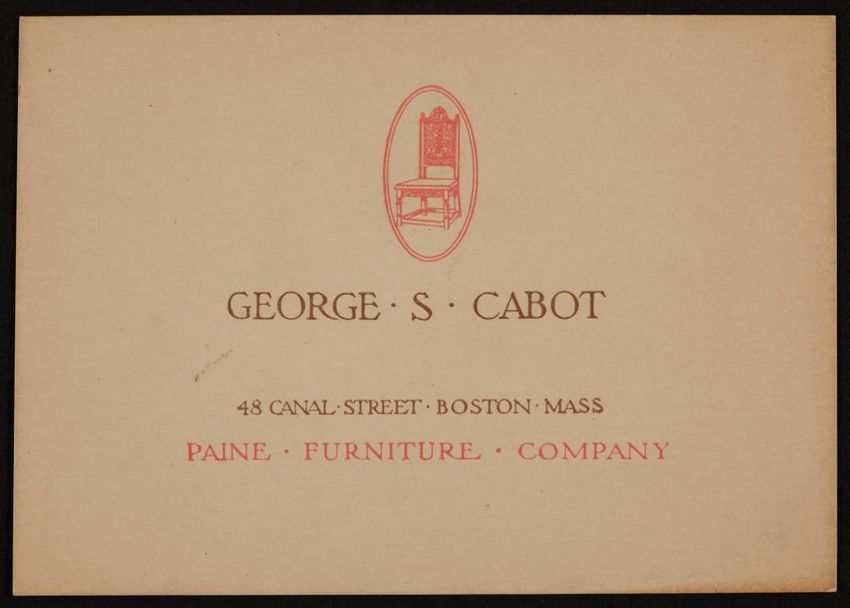 GEORGE · S · CABOT
48 CANAL · STREET · BOSTON · MASS
PAINE · FURNITURE · COMPANY